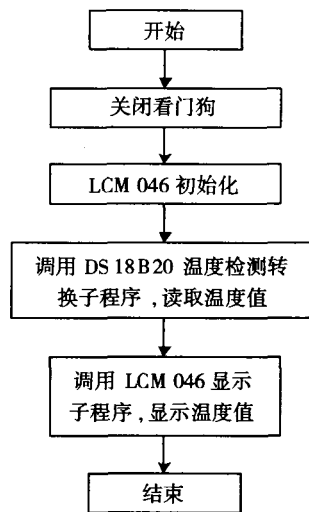 开始
关闭看门狗
LCM 046 初始化
调用 DS 18 B 20 温度检测转
换子程序,读取温度值
调用 LCM 046 显示
子程序,显示温度值
结束